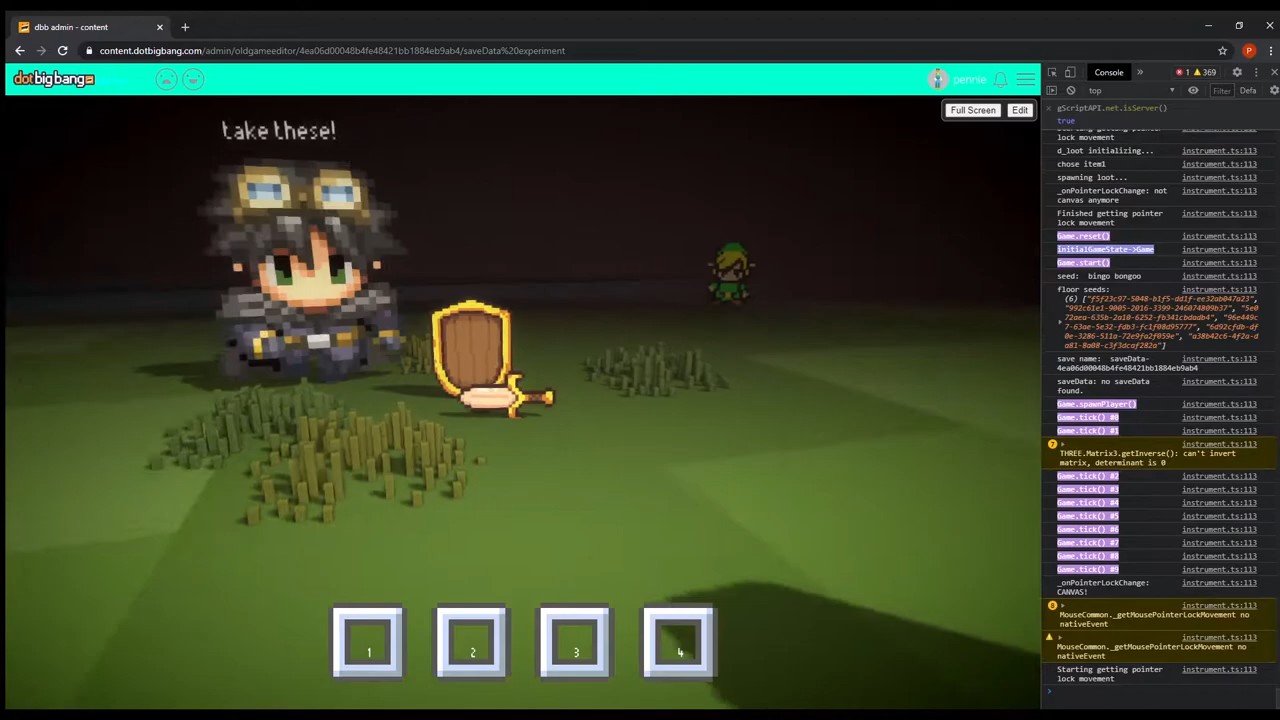 dbb admin - content
content.dotbigbang.com/admin/oldgameeditor/4ea06d00048b4fe48421bb1884eb9ab4/saveData%20experiment
P
dotbigbang
pennie
Full Screen
Edit
take these!
1
2
3
4
Console
»
1
369
top
Filter
Defa
gScriptAPI.net.isServer()
true
Starting getting pointer
lock movement
d_loot initializing... instrument.ts:113
chose item1 instrument.ts:113
spawning loot... instrument.ts:113
_onPointerLockChange: not instrument.ts:113
canvas anymore
Finished getting pointer instrument.ts:113
lock movement
Game.reset() instrument.ts:113
initialGameState->Game instrument.ts:113
Game.start() instrument.ts:113
seed: bingo bongoo instrument.ts:113
floor seeds: instrument.ts:113
save name: saveData- instrument.ts:113
4ea06d00048b4fe48421bb1884eb9ab4
saveData: no saveData instrument.ts:113
found.
Game.spawnPlayer() instrument.ts:113
Game.tick() #0 instrument.ts:113
Game.tick() #1 instrument.ts:113
7 instrument.ts:113
THREE.Matrix3.getInverse(): can't invert
matrix, determinant is 0
Game.tick() #2 instrument.ts:113
Game.tick() #3 instrument.ts:113
Game.tick() #4 instrument.ts:113
Game.tick() #5 instrument.ts:113
Game.tick() #6 instrument.ts:113
Game.tick() #7 instrument.ts:113
Game.tick() #8 instrument.ts:113
Game.tick() #9 instrument.ts:113
_onPointerLockChange: instrument.ts:113
CANVAS!
8 instrument.ts:113
MouseCommon._getMousePointerLockMovement no
nativeEvent
instrument.ts:113
MouseCommon._getMousePointerLockMovement no
nativeEvent
Starting getting pointer instrument.ts:113
lock movement